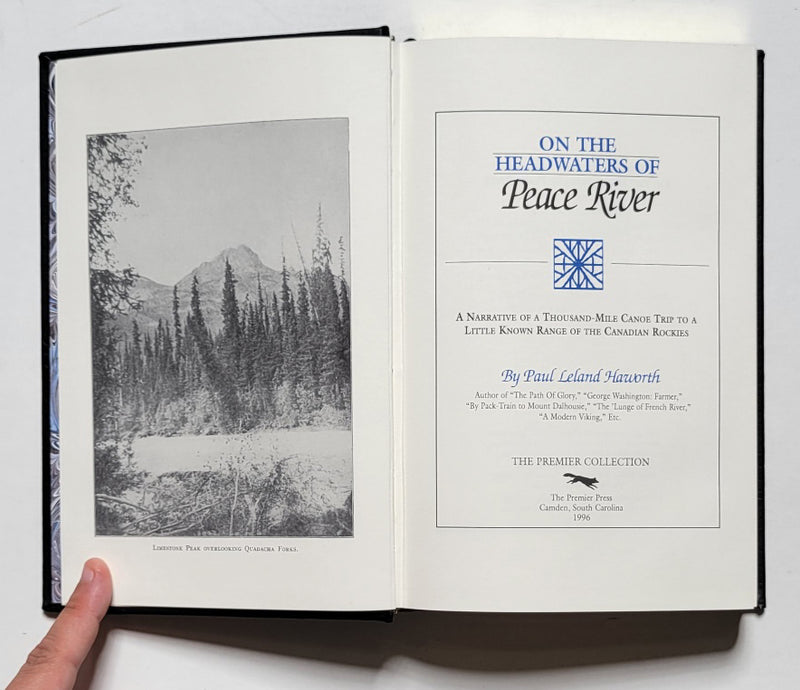 Limestone Peak overlooking Quadacha Forks.
ON THE
HEADWATERS OF
Peace River
A Narrative of a Thousand-Mile Canoe Trip to a
Little Known Range of the Canadian Rockies
By Paul Leland Haworth
Author of "The Path Of Glory," "George Washington: Farmer,"
"By Pack-Train to Mount Dalhousie," "The 'Lunge of French River,"
"A Modern Viking," Etc.
THE PREMIER COLLECTION
The Premier Press
Camden, South Carolina
1996